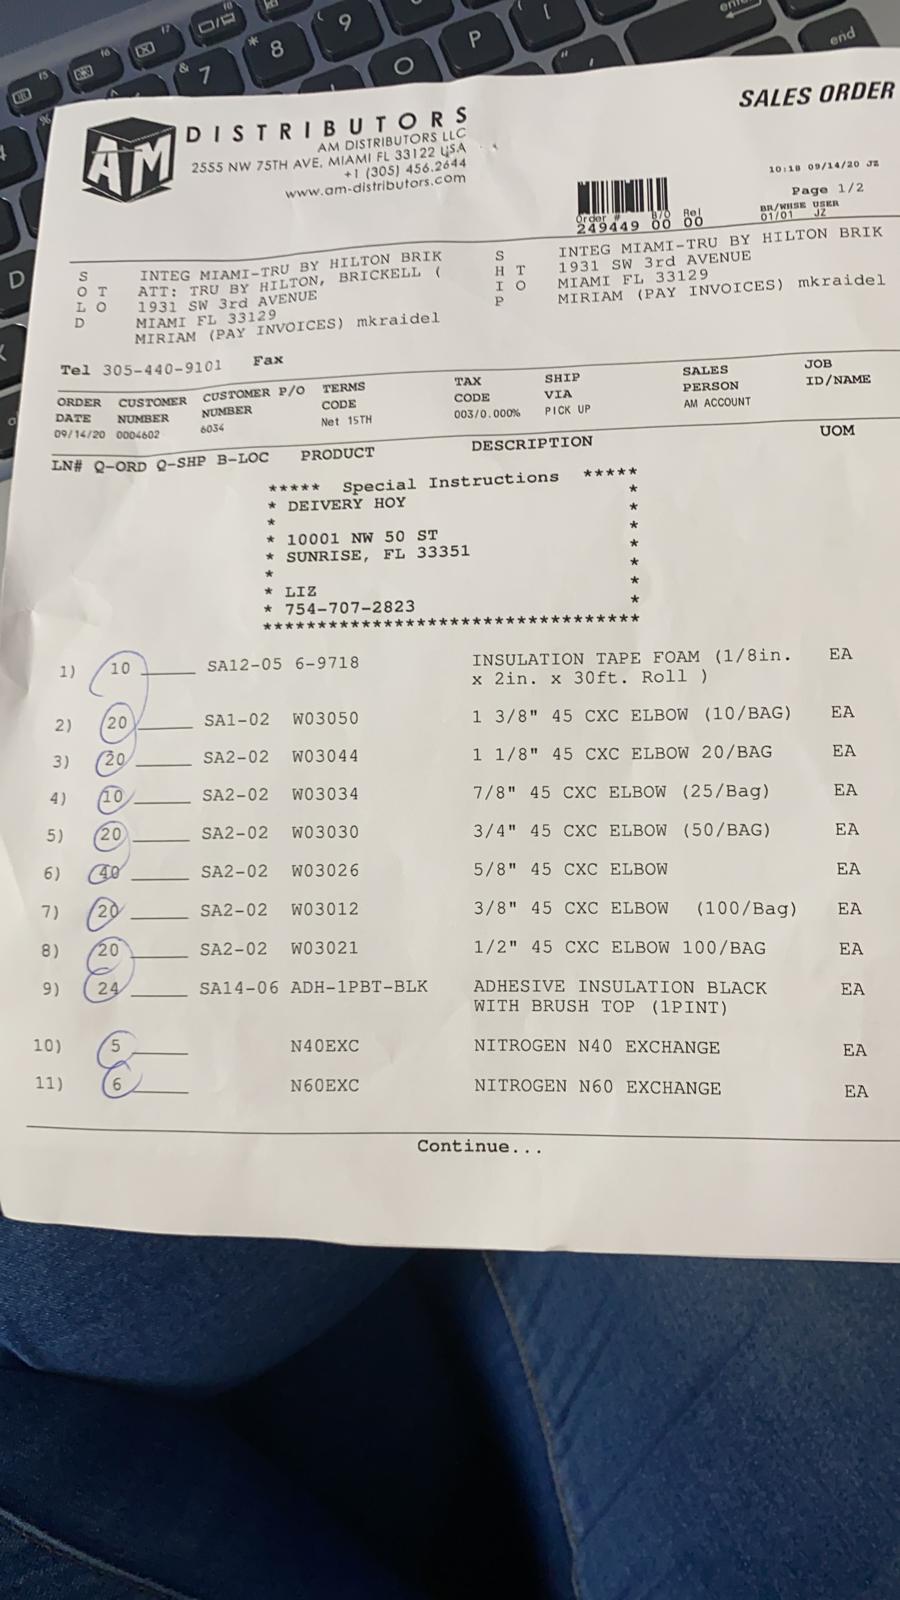 SALES ORDER
AM
DISTRIBUTORS
AM DISTRIBUTORS LLC
2555 NW 75TH AVE. MIAMI FL 33122 USA
+1 (305) 456.2644
www.am-distributors.com
10:18 09/14/20 JZ
Page 1/2
Order # B/O Rel BR/WHSE USER
249449 00 00 01/01 JZ
SOLD TO
INTEG MIAMI-TRU BY HILTON BRIK
ATT: TRU BY HILTON, BRICKELL (
1931 SW 3rd AVENUE
MIAMI FL 33129
MIRIAM (PAY INVOICES) mkraidel
SHIP TO
INTEG MIAMI-TRU BY HILTON BRIK
1931 SW 3rd AVENUE
MIAMI FL 33129
MIRIAM (PAY INVOICES) mkraidel
Tel 305-440-9101 Fax
ORDER DATE CUSTOMER NUMBER CUSTOMER P/O NUMBER TERMS CODE TAX CODE SHIP VIA SALES PERSON JOB ID/NAME
09/14/20 0004602 6034 Net 15TH 003/0.000% PICK UP AM ACCOUNT
LN# Q-ORD Q-SHP B-LOC PRODUCT DESCRIPTION UOM
***** Special Instructions *****
* DEIVERY HOY *
* *
* 10001 NW 50 ST *
* SUNRISE, FL 33351 *
* *
* LIZ *
* 754-707-2823 *
***********************************
1) 10 SA12-05 6-9718 INSULATION TAPE FOAM (1/8in. EA
x 2in. x 30ft. Roll )
2) 20 SA1-02 W03050 1 3/8" 45 CXC ELBOW (10/BAG) EA
3) 20 SA2-02 W03044 1 1/8" 45 CXC ELBOW 20/BAG EA
4) 10 SA2-02 W03034 7/8" 45 CXC ELBOW (25/Bag) EA
5) 20 SA2-02 W03030 3/4" 45 CXC ELBOW (50/BAG) EA
6) 40 SA2-02 W03026 5/8" 45 CXC ELBOW EA
7) 20 SA2-02 W03012 3/8" 45 CXC ELBOW (100/Bag) EA
8) 20 SA2-02 W03021 1/2" 45 CXC ELBOW 100/BAG EA
9) 24 SA14-06 ADH-1PBT-BLK ADHESIVE INSULATION BLACK EA
WITH BRUSH TOP (1PINT)
10) 5 N40EXC NITROGEN N40 EXCHANGE EA
11) 6 N60EXC NITROGEN N60 EXCHANGE EA
Continue...